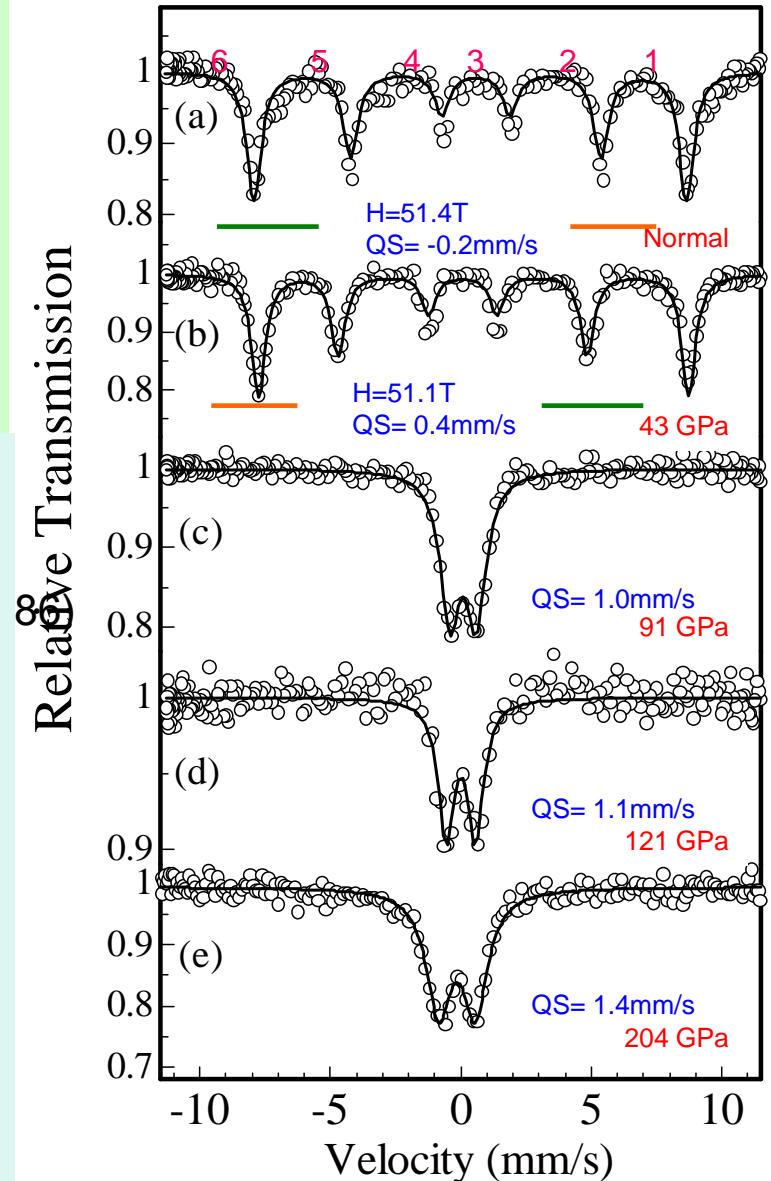 6 5 4 3 2 1
1
(a)
0.9
0.8
H=51.4T
QS= -0.2mm/s
Normal
1
(b)
0.9
0.8
H=51.1T
QS= 0.4mm/s
43 GPa
1
(c)
0.9
0.8
QS= 1.0mm/s
91 GPa
1
(d)
0.9
QS= 1.1mm/s
121 GPa
1
0.9
(e)
0.8
0.7
QS= 1.4mm/s
204 GPa
-10 -5 0 5 10
Velocity (mm/s)
Relative Transmission